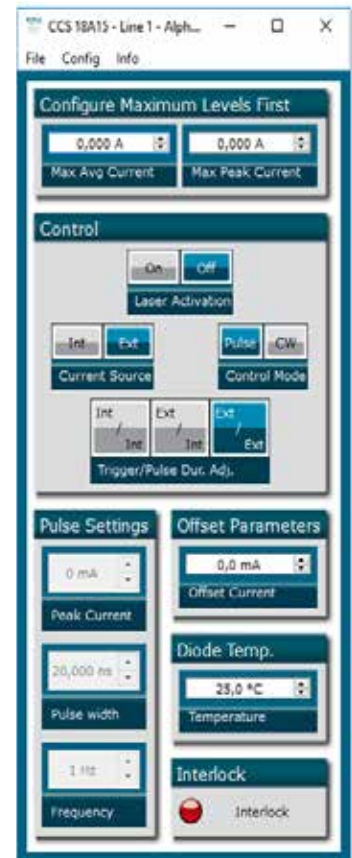 CCS 18A15 - Line 1 - Alph...
File Config Info
Configure Maximum Levels First
0,000 A 0,000 A
Max Avg Current Max Peak Current
Control
On Off
Laser Activation
Int Ext Pulse CW
Current Source Control Mode
Int / Int Ext / Int Ext / Ext
Trigger/Pulse Dur. Adj.
Pulse Settings
0 mA
Peak Current
20,000 ns
Pulse width
1 Hz
Frequency
Offset Parameters
0,0 mA
Offset Current
Diode Temp.
25,0 °C
Temperature
Interlock
Interlock